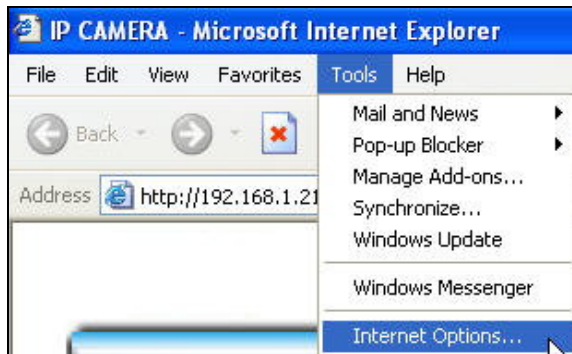 IP CAMERA - Microsoft Internet Explorer
File Edit View Favorites Tools Help
Back
Mail and News
Pop-up Blocker
Manage Add-ons...
Address http://192.168.1.21
Synchronize...
Windows Update
Windows Messenger
Internet Options...